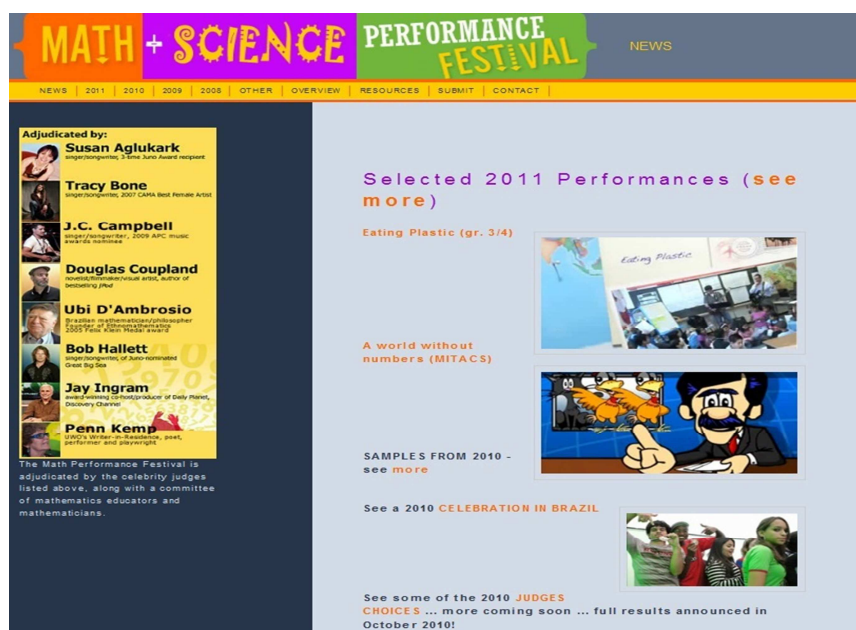 MATH + SCIENCE PERFORMANCE FESTIVAL
NEWS
NEWS | 2011 | 2010 | 2009 | 2008 | OTHER | OVERVIEW | RESOURCES | SUBMIT | CONTACT |
Adjudicated by:
Susan Aglukark
singer/songwriter, 3-time Juno Award recipient
Tracy Bone
singer/songwriter, 2007 CAMA Best Female Artist
J.C. Campbell
singer/songwriter, 2009 APC music
awards nominee
Douglas Coupland
novelist/filmmaker/visual artist, author of
bestselling jPod
Ubi D'Ambrosio
Brazilian mathematician/philosopher
Founder of Ethnomathematics
2005 Felix Klein Medal award
Bob Hallett
singer/songwriter, of Juno-nominated
Great Big Sea
Jay Ingram
award-winning co-host/producer of Daily Planet,
Discovery Channel
Penn Kemp
UWO's Writer-in-Residence, poet,
performer and playwright
The Math Performance Festival is
adjudicated by the celebrity judges
listed above, along with a committee
of mathematics educators and
mathematicians.
Selected 2011 Performances (see
more)
Eating Plastic (gr. 3/4)
Eating Plastic
A world without
numbers (MITACS)
SAMPLES FROM 2010 -
see more
See a 2010 CELEBRATION IN BRAZIL
See some of the 2010 JUDGES
CHOICES ... more coming soon ... full results announced in
October 2010!